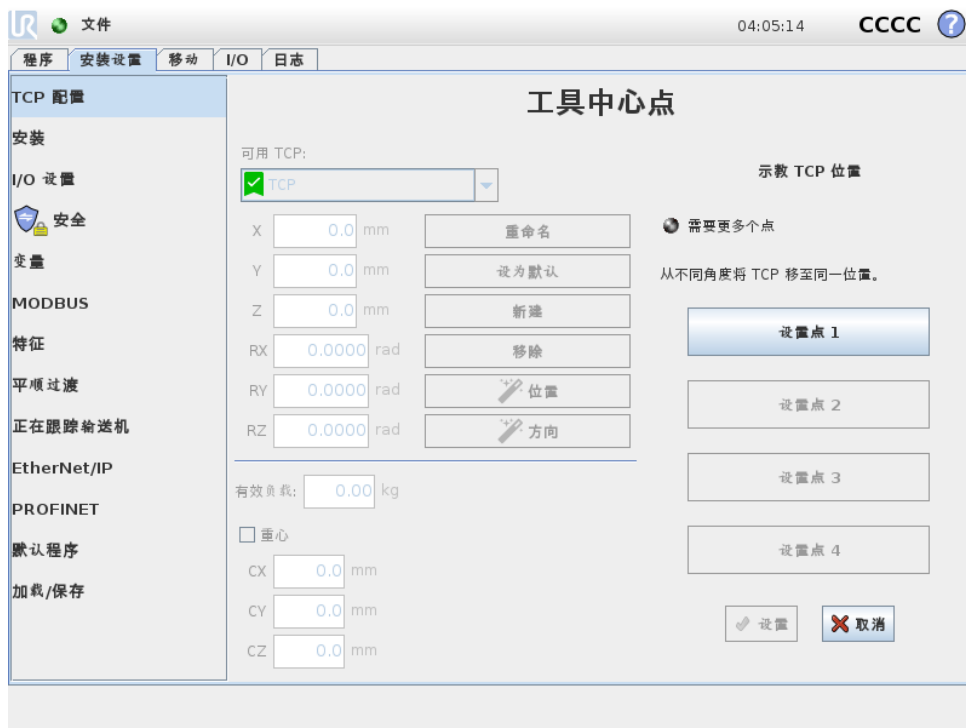 UR 文件 04:05:14 CCCC ?
程序 安装设置 移动 I/O 日志
TCP 配置
安装
I/O 设置
安全
变量
MODBUS
特征
平顺过渡
正在跟踪输送机
EtherNet/IP
PROFINET
默认程序
加载/保存
工具中心点
可用 TCP:
TCP
X 0.0 mm 重命名
Y 0.0 mm 设为默认
Z 0.0 mm 新建
RX 0.0000 rad 移除
RY 0.0000 rad 位置
RZ 0.0000 rad 方向
有效负载: 0.00 kg
重心
CX 0.0 mm
CY 0.0 mm
CZ 0.0 mm
示教 TCP 位置
需要更多个点
从不同角度将 TCP 移至同一位置。
设置点 1
设置点 2
设置点 3
设置点 4
设置 取消